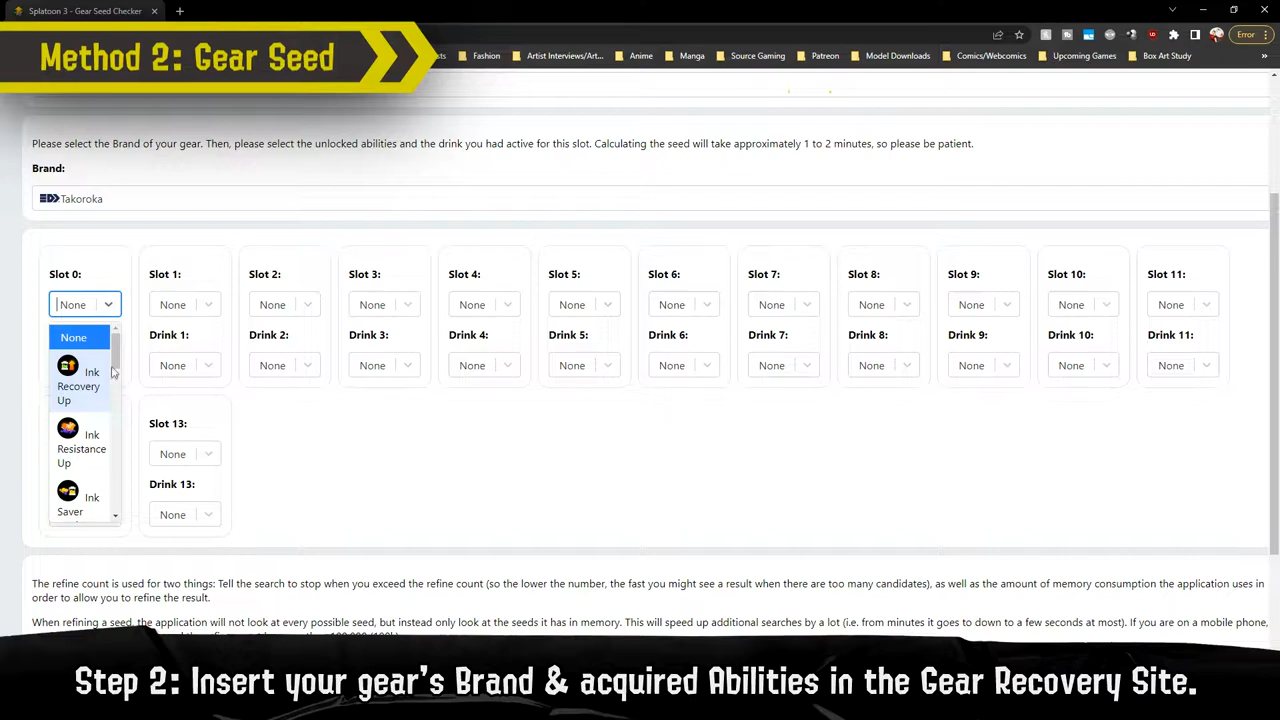 Splatoon 3 - Gear Seed Checker
Method 2: Gear Seed
Fashion
Artist Interviews/Art...
Anime
Manga
Source Gaming
Patreon
Model Downloads
Comics/Webcomics
Upcoming Games
Box Art Study
Error
Please select the Brand of your gear. Then, please select the unlocked abilities and the drink you had active for this slot. Calculating the seed will take approximately 1 to 2 minutes, so please be patient.
Brand:
Takoroka
Slot 0: Slot 1: Slot 2: Slot 3: Slot 4: Slot 5: Slot 6: Slot 7: Slot 8: Slot 9: Slot 10: Slot 11:
None None None None None None None None None None None None
Drink 1: Drink 2: Drink 3: Drink 4: Drink 5: Drink 6: Drink 7: Drink 8: Drink 9: Drink 10: Drink 11:
None None None None None None None None None None None
None
Ink
Recovery
Up
Ink
Resistance
Up
Ink
Saver
Slot 13:
None
Drink 13:
None
The refine count is used for two things: Tell the search to stop when you exceed the refine count (so the lower the number, the fast you might see a result when there are too many candidates), as well as the amount of memory consumption the application uses in
order to allow you to refine the result.
When refining a seed, the application will not look at every possible seed, but instead only look at the seeds it has in memory. This will speed up additional searches by a lot (i.e. from minutes it goes to down to a few seconds at most). If you are on a mobile phone,
Step 2: Insert your gear's Brand & acquired Abilities in the Gear Recovery Site.